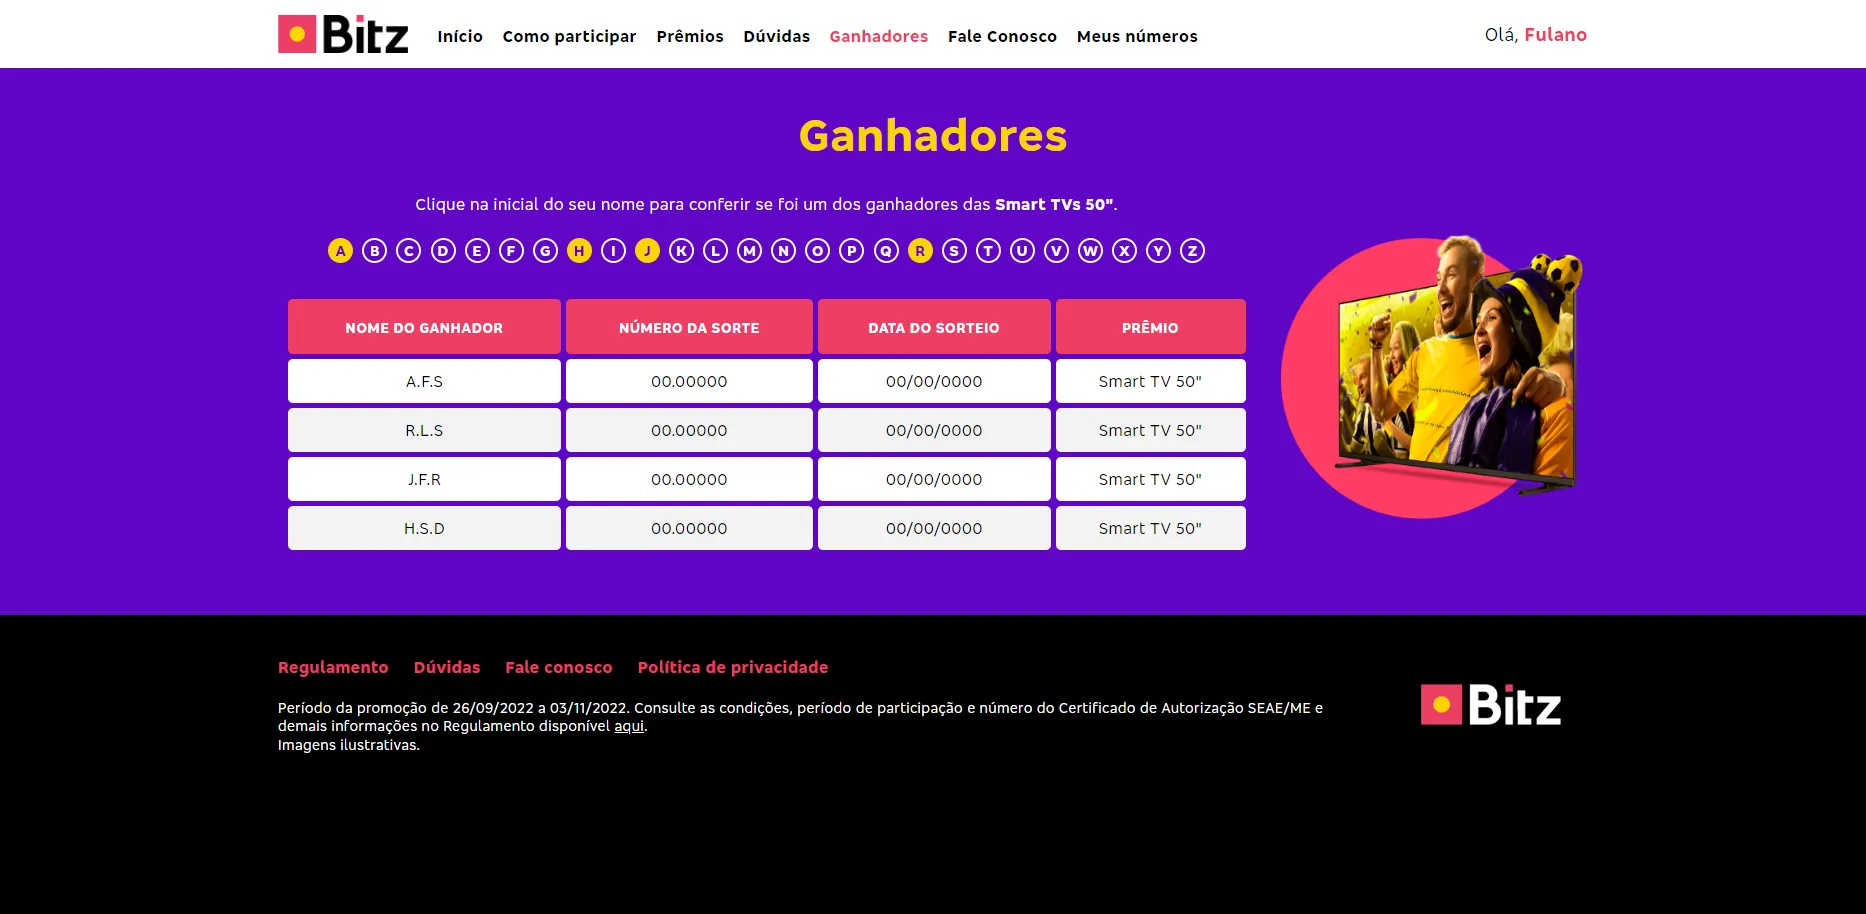 Bitz
Início Como participar Prêmios Dúvidas Ganhadores Fale Conosco Meus números
Olá, Fulano
Ganhadores
Clique na inicial do seu nome para conferir se foi um dos ganhadores das Smart TVs 50".
A B C D E F G H I J K L M N O P Q R S T U V W X Y Z
NOME DO GANHADOR NÚMERO DA SORTE DATA DO SORTEIO PRÊMIO
A.F.S 00.00000 00/00/0000 Smart TV 50"
R.L.S 00.00000 00/00/0000 Smart TV 50"
J.F.R 00.00000 00/00/0000 Smart TV 50"
H.S.D 00.00000 00/00/0000 Smart TV 50"
Regulamento Dúvidas Fale conosco Política de privacidade
Período da promoção de 26/09/2022 a 03/11/2022. Consulte as condições, período de participação e número do Certificado de Autorização SEAE/ME e
demais informações no Regulamento disponível aqui.
Imagens ilustrativas.
Bitz